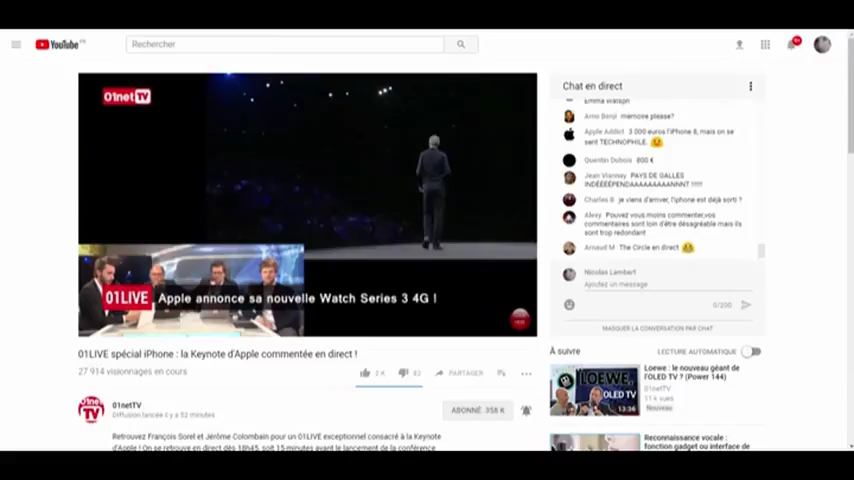 YouTube FR
Rechercher
9+
01netTV
01LIVE Apple annonce sa nouvelle Watch Series 3 4G !
01LIVE spécial iPhone : la Keynote d'Apple commentée en direct !
27 914 visionnages en cours
2 K
82
PARTAGER
01netTV
Diffusion lancée il y a 52 minutes
ABONNÉ 358 K
Retrouvez François Sorel et Jérôme Colombain pour un 01LIVE exceptionnel consacré à la Keynote
d'Apple ! On se retrouve en direct dès 18h45, soit 15 minutes avant le lancement de la conférence
Chat en direct
Emma Watson
Arno Benji memoire please?
Apple Addict 3 000 euros l'iPhone 8, mais on se
sent TECHNOPHILE.
Quentin Dubois 80G €
Jean Vianney PAYS DE GALLES
Charles B je viens d'arriver, l'iphone est déjà sorti ?
Alexy Pouvez vous moins commenter,vos
commentaires sont loin d'être désagréable mais ils
sont trop redondant
Arnaud M The Circle en direct
Nicolas Lambert
Ajoutez un message
0/200
MASQUER LA CONVERSATION PAR CHAT
À suivre
LECTURE AUTOMATIQUE
LOEWE.
OLED TV
13:36
Loewe : le nouveau géant de
l'OLED TV ? (Power 144)
01netTV
11 k vues
Nouveau
Reconnaissance vocale :
fonction gadget ou interface de